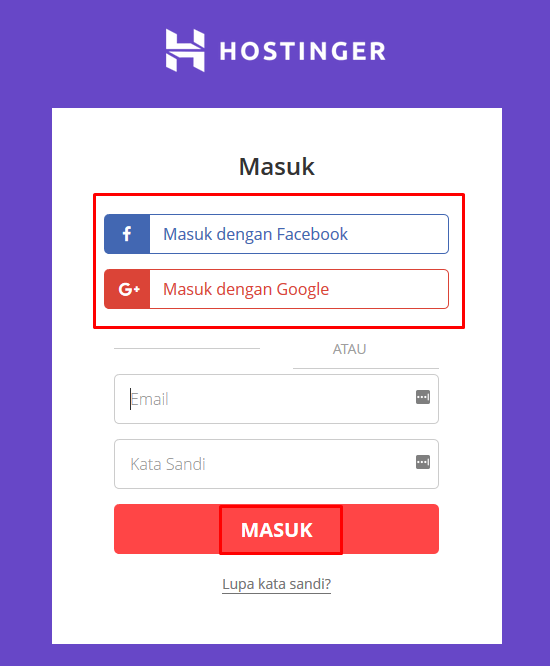 HOSTINGER
Masuk
f Masuk dengan Facebook
G+ Masuk dengan Google
ATAU
Email
Kata Sandi
MASUK
Lupa kata sandi?